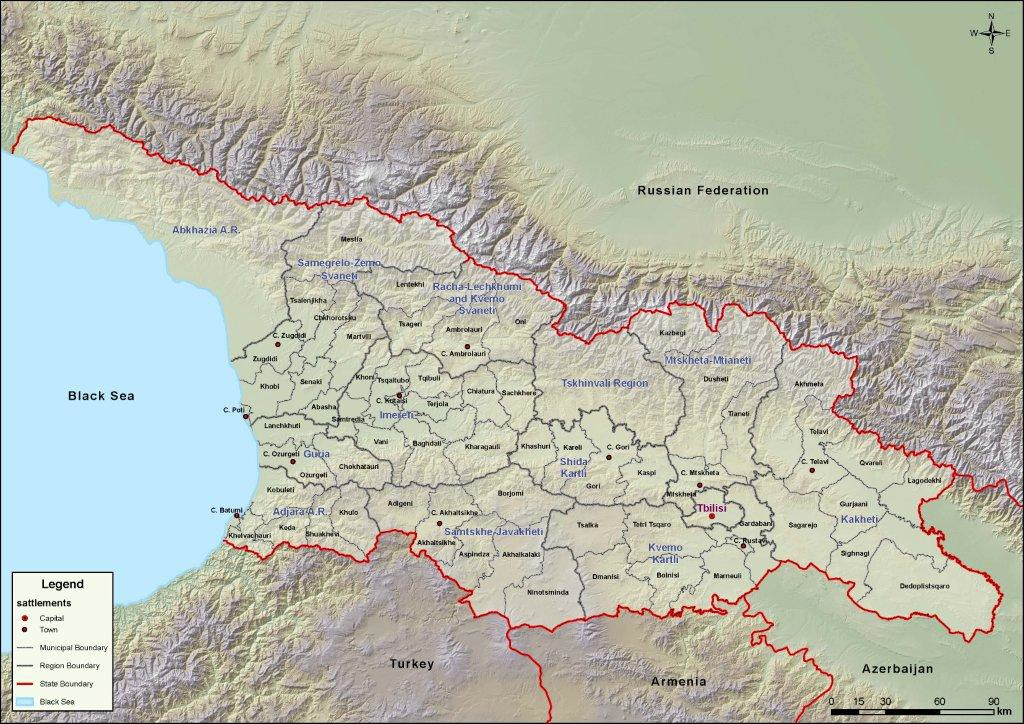 N
W E
S
Russian Federation
Abkhazia A.R.
Mestia
Samegrelo-Zemo
Svaneti
Lentekhi
Racha-Lechkhumi
and Kvemo
Svaneti
Tsalenjikha
Chkhorotsku
Martvili
Tsageri
Ambrolauri
Oni
C. Ambrolauri
C. Zugdidi
Zugdidi
Kazbegi
Mtskheta-Mtianeti
Dusheti
Akhmeta
Tskhinvali Region
Khobi
Senaki
Khoni
Tsqaltubo
Tqibuli
Chiatura
Sachkhere
C. Kutaisi
Terjola
Abasha
Imereti
Samtredia
Black Sea
C. Poti
Lanchkhuti
Tianeti
Telavi
Vani
Baghdati
Kharagauli
Khashuri
Kareli
C. Gori
C. Ozurgeti
Guria
Ozurgeti
Chokhatauri
Shida
Kartli
Kaspi
C. Mtskheta
C. Telavi
Qvareli
Lagodekhi
Gori
Kobuleti
Adigeni
Borjomi
Mtskheta
Tbilisi
Gurjaani
Kakheti
C. Batumi
Adjara A.R.
Khulo
C. Akhaltsikhe
Keda
Shuakhevi
Khelvachauri
Samtskhe-Javakheti
Akhaltsikhe
Aspindza
Akhalkalaki
Tsalka
Tetri Tsqaro
Gardabani
Sagarejo
C. Rustavi
Kvemo
Kartli
Sighnagi
Dmanisi
Bolnisi
Marneuli
Dedoplistsqaro
Ninotsminda
Turkey
Armenia
Azerbaijan
Legend
sattlements
Capital
Town
Municipal Boundary
Region Boundary
State Boundary
Black Sea
0 15 30 60 90
km